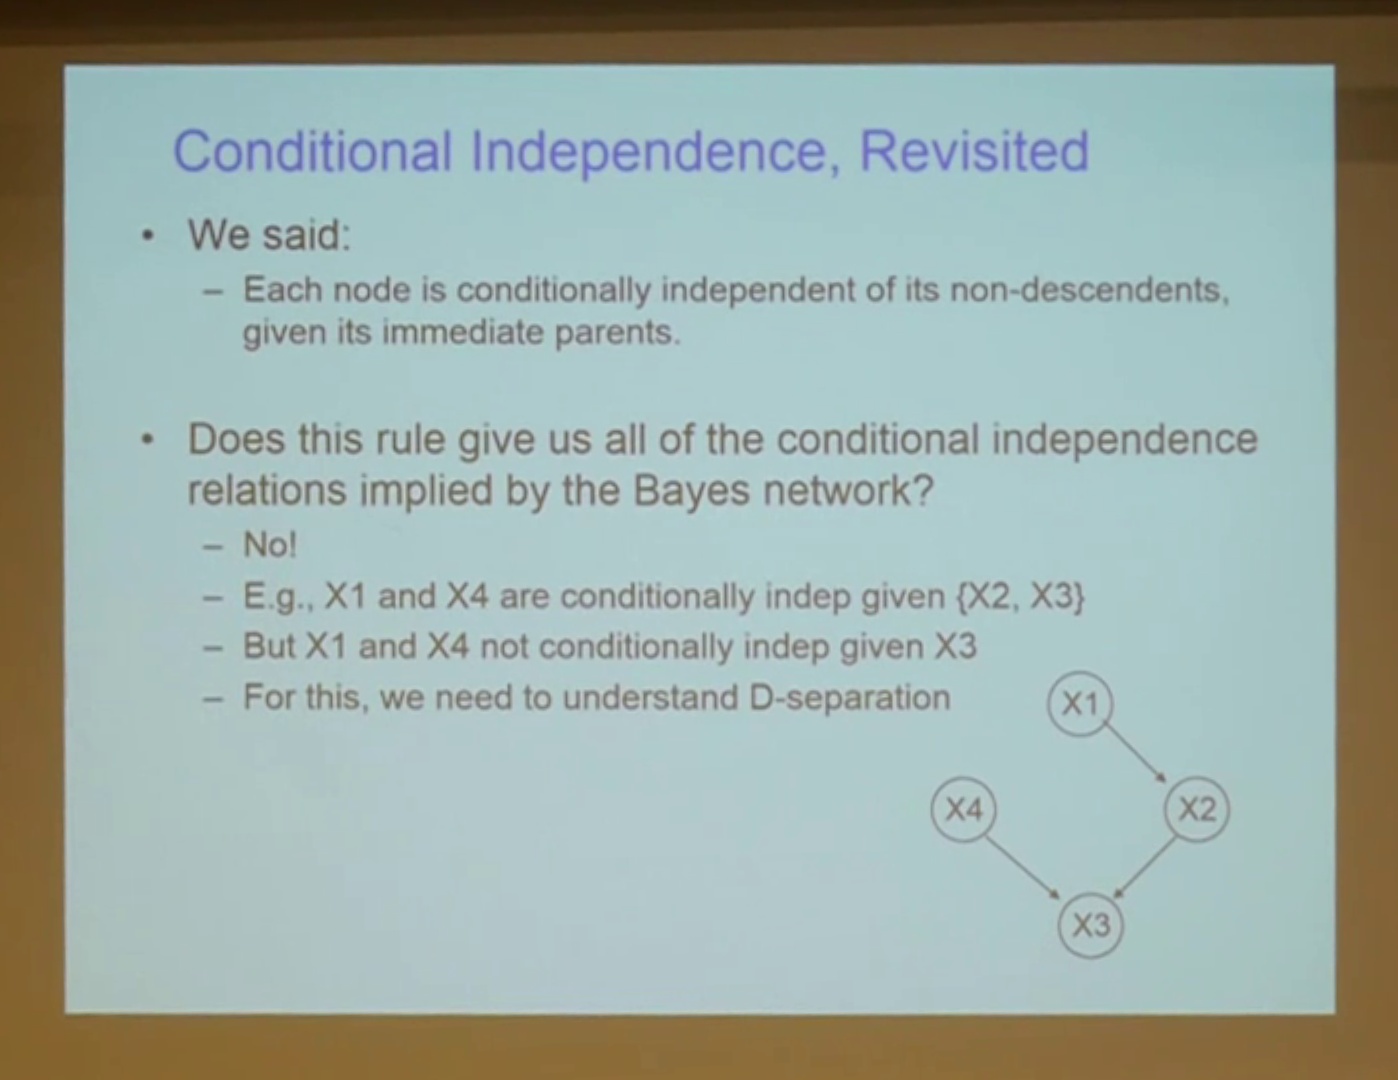 Conditional Independence, Revisited
• We said:
– Each node is conditionally independent of its non-descendents,
given its immediate parents.
• Does this rule give us all of the conditional independence
relations implied by the Bayes network?
– No!
– E.g., X1 and X4 are conditionally indep given {X2, X3}
– But X1 and X4 not conditionally indep given X3
– For this, we need to understand D-separation
X1
X4
X2
X3